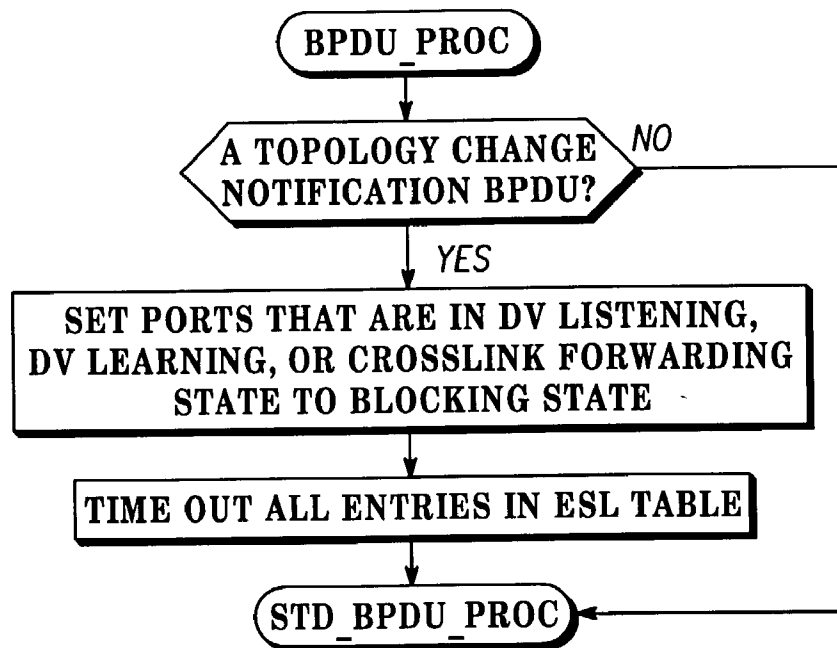 BPDU_PROC
A TOPOLOGY CHANGE
NOTIFICATION BPDU?
NO
YES
SET PORTS THAT ARE IN DV LISTENING,
DV LEARNING, OR CROSSLINK FORWARDING
STATE TO BLOCKING STATE
TIME OUT ALL ENTRIES IN ESL TABLE
STD_BPDU_PROC